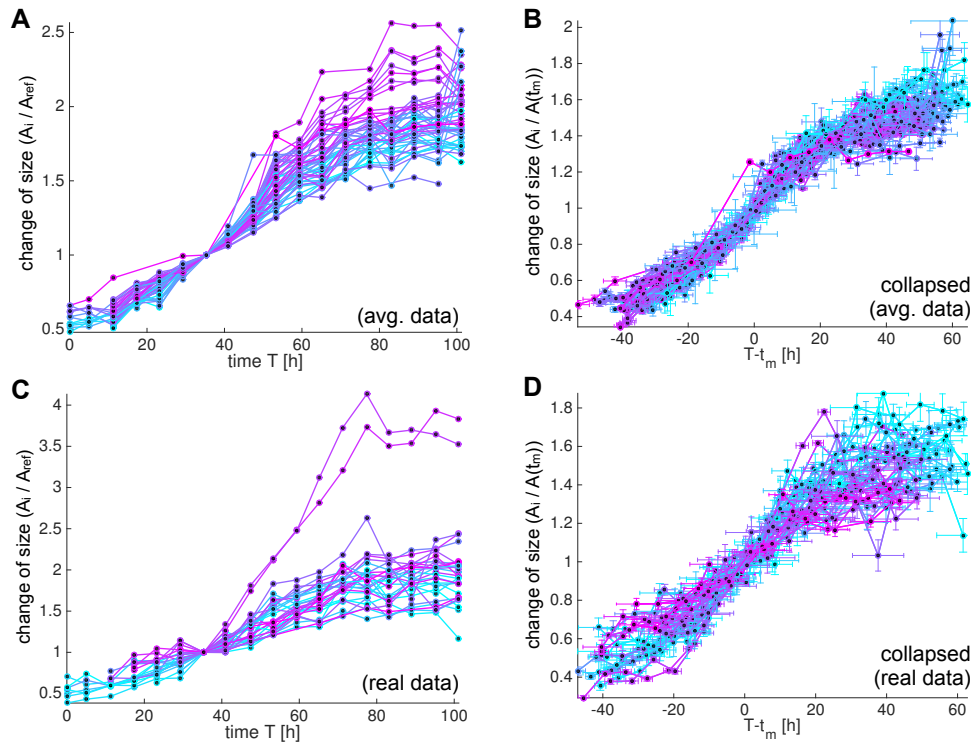 A
change of size (Ai / Aref)
2.5
2
1.5
1
0.5
0 20 40 60 80 100
time T [h]
(avg. data)
B
change of size (Ai / A(tm))
2
1.8
1.6
1.4
1.2
1
0.8
0.6
0.4
-40 -20 0 20 40 60
T-tm [h]
collapsed
(avg. data)
C
change of size (Ai / Aref)
4
3.5
3
2.5
2
1.5
1
0.5
0 20 40 60 80 100
time T [h]
(real data)
D
change of size (Ai / A(tm))
1.8
1.6
1.4
1.2
1
0.8
0.6
0.4
-40 -20 0 20 40 60
T-tm [h]
collapsed
(real data)